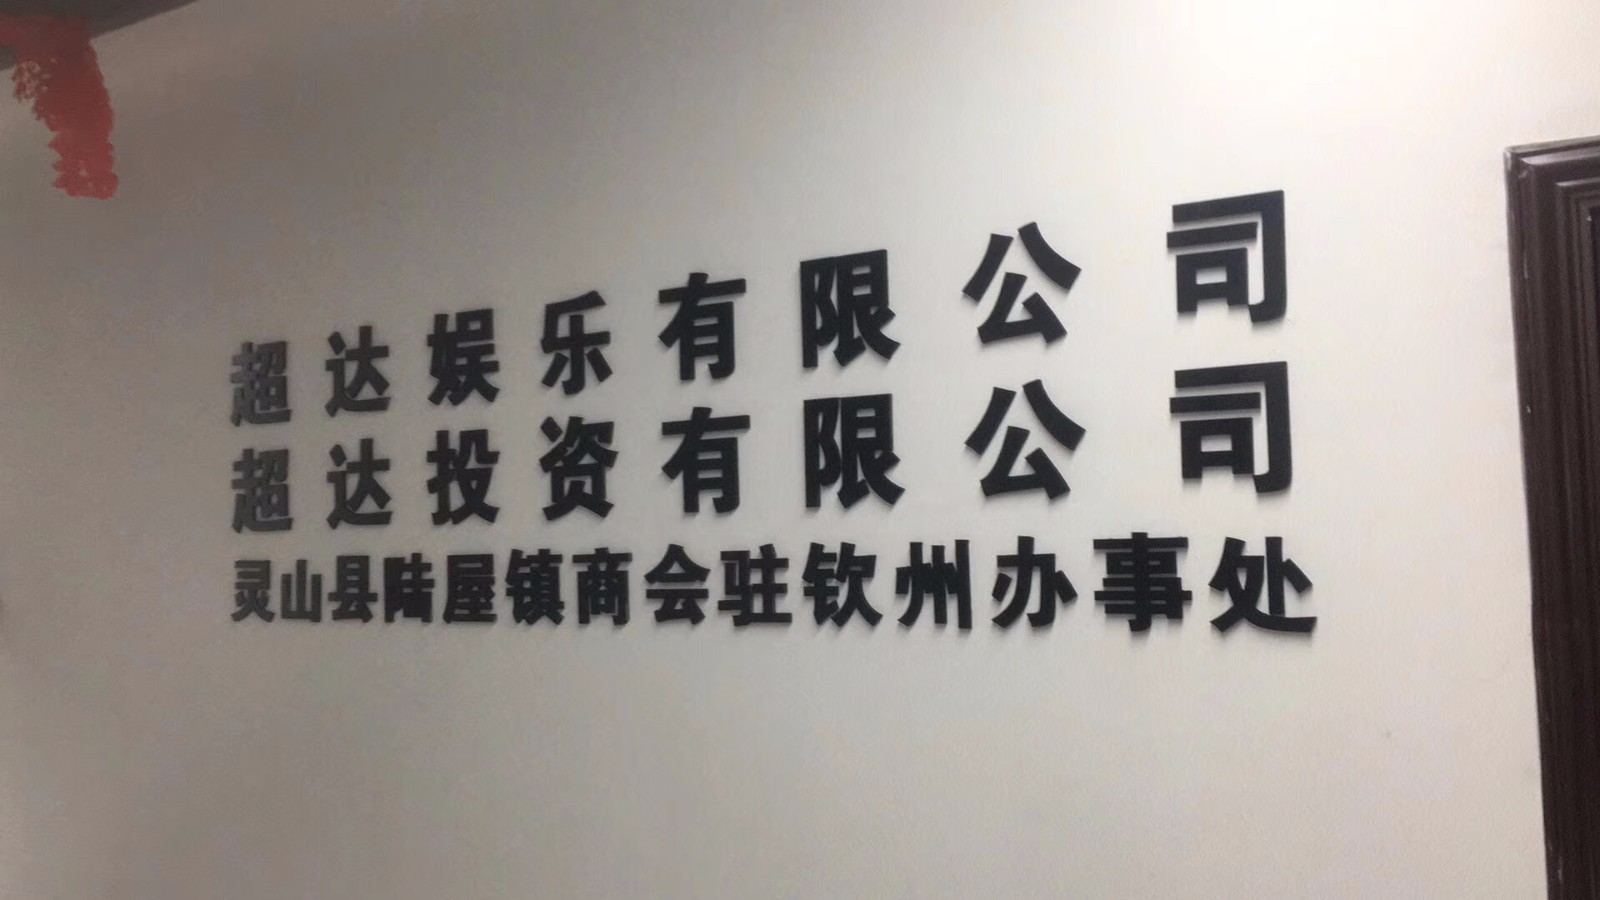 超达娱乐有限公司
超达投资有限公司
灵山县陆屋镇商会驻钦州办事处